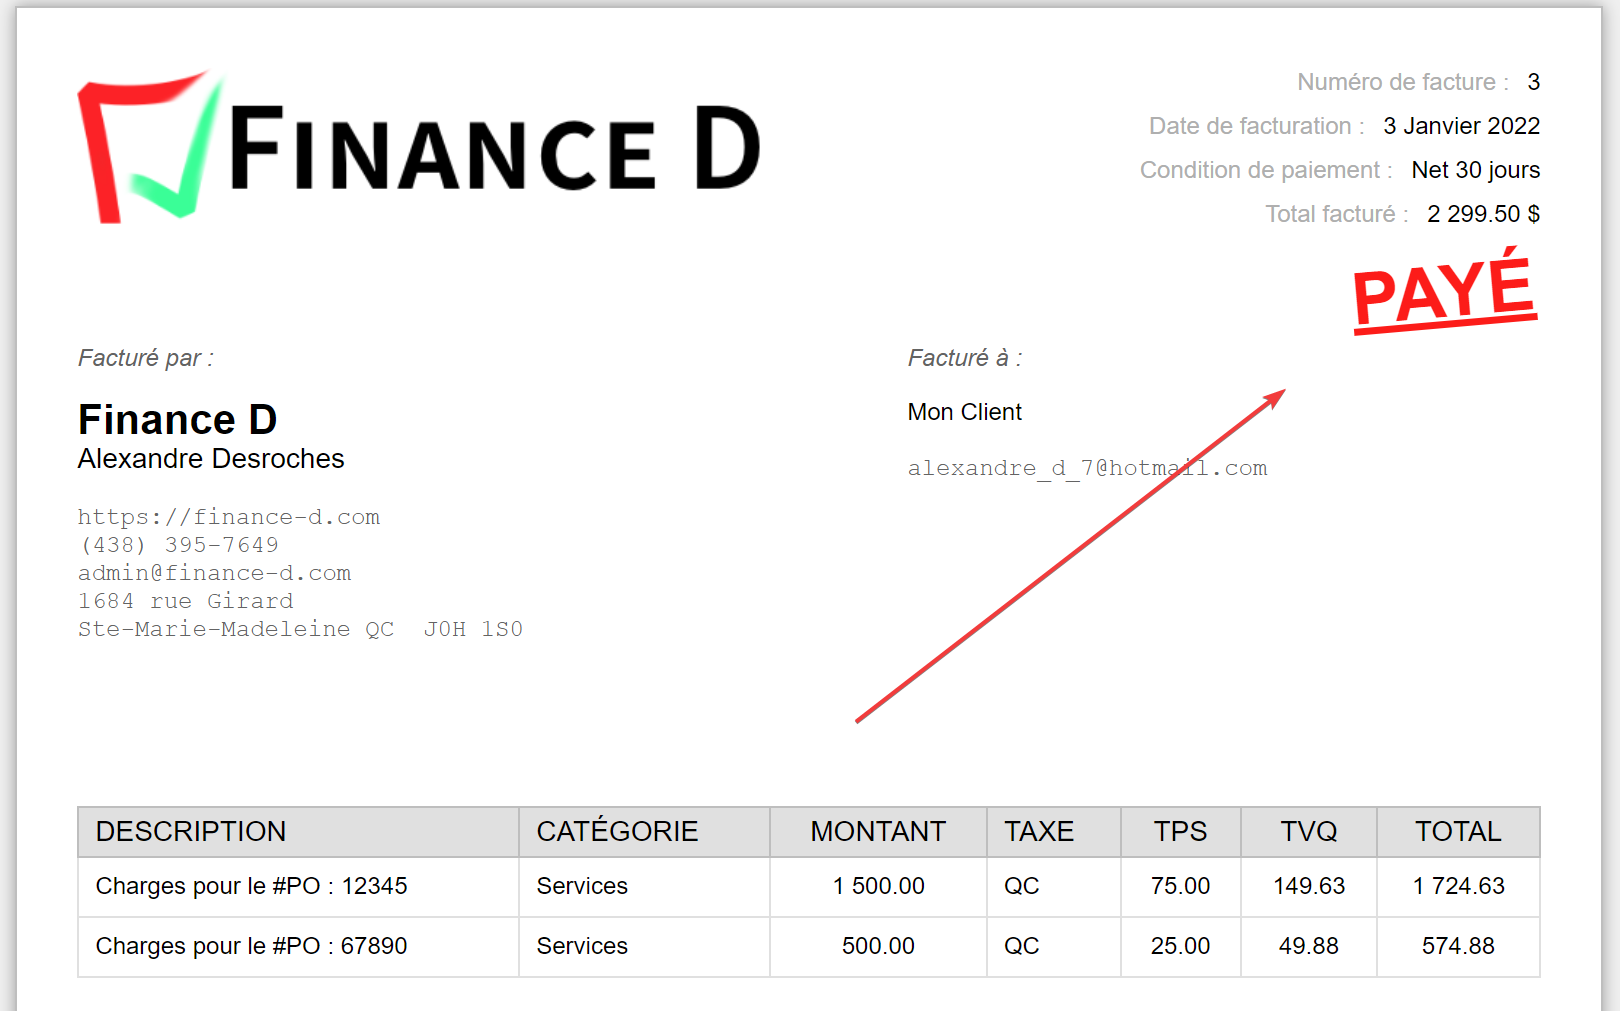 FINANCE D
Numéro de facture : 3
Date de facturation : 3 Janvier 2022
Condition de paiement : Net 30 jours
Total facturé : 2 299.50 $
PAYÉ
Facturé par :
Finance D
Alexandre Desroches
https://finance-d.com
(438) 395-7649
admin@finance-d.com
1684 rue Girard
Ste-Marie-Madeleine QC  J0H 1S0
Facturé à :
Mon Client
alexandre_d_7@hotmail.com
DESCRIPTION CATÉGORIE MONTANT TAXE TPS TVQ TOTAL
Charges pour le #PO : 12345 Services 1 500.00 QC 75.00 149.63 1 724.63
Charges pour le #PO : 67890 Services 500.00 QC 25.00 49.88 574.88